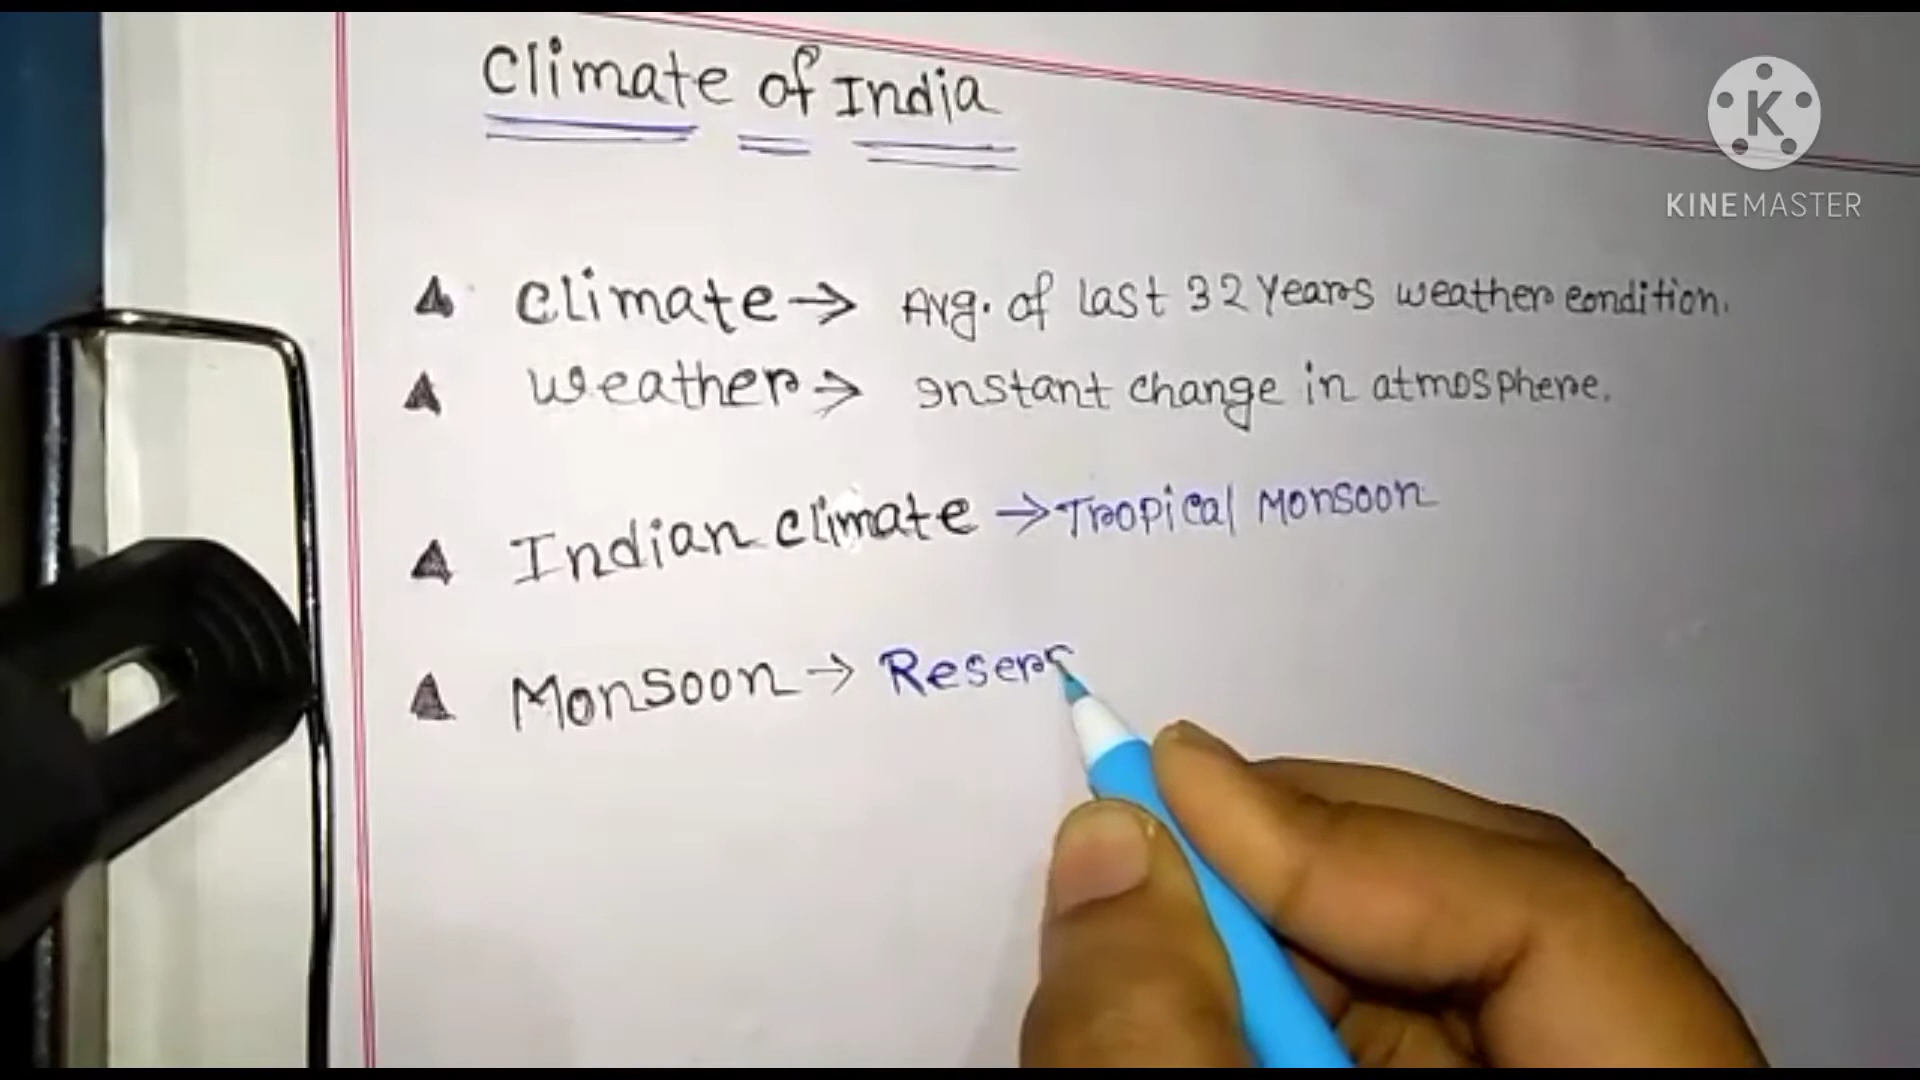 Climate of India
KINEMASTER
Climate → Avg. of last 32 Years weather condition.
weather → Instant change in atmosphere.
Indian climate → Tropical Monsoon
Monsoon → Resers